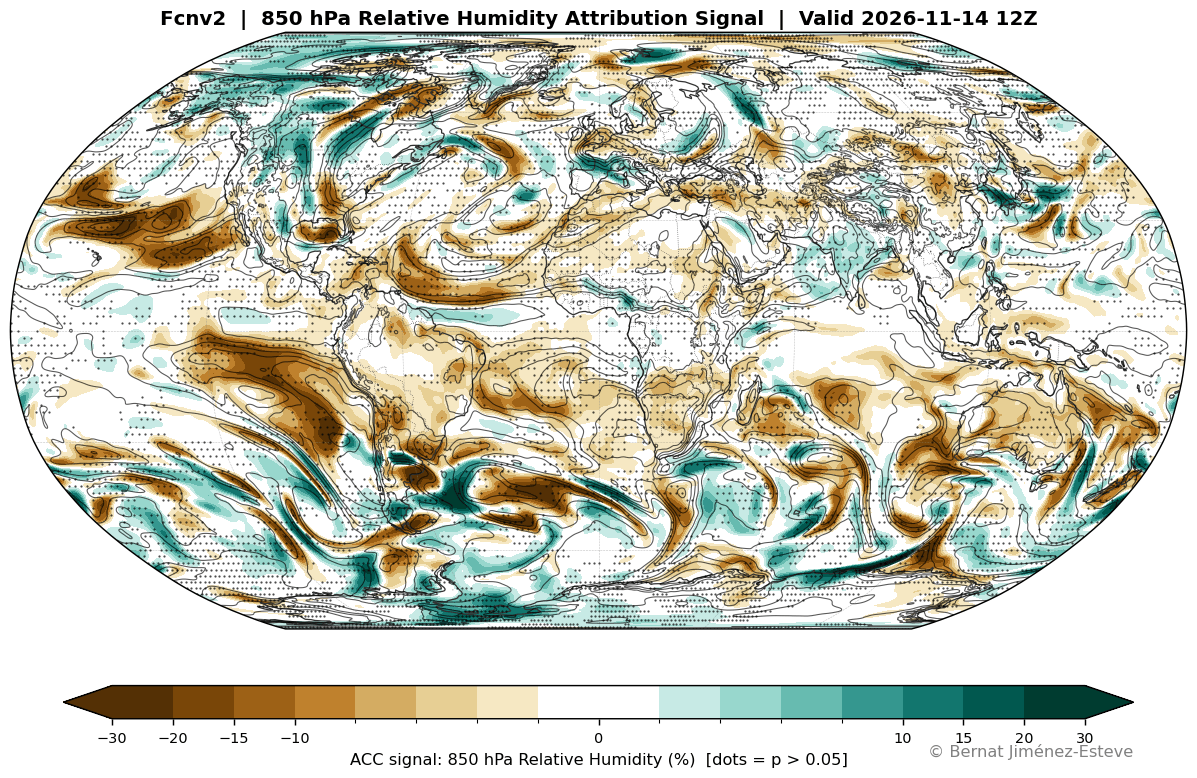 Fcnv2 | 850 hPa Relative Humidity Attribution Signal | Valid 2026-11-14 12Z
−30 −20 −15 −10 0 10 15 20 30
ACC signal: 850 hPa Relative Humidity (%) [dots = p > 0.05]
© Bernat Jiménez-Esteve